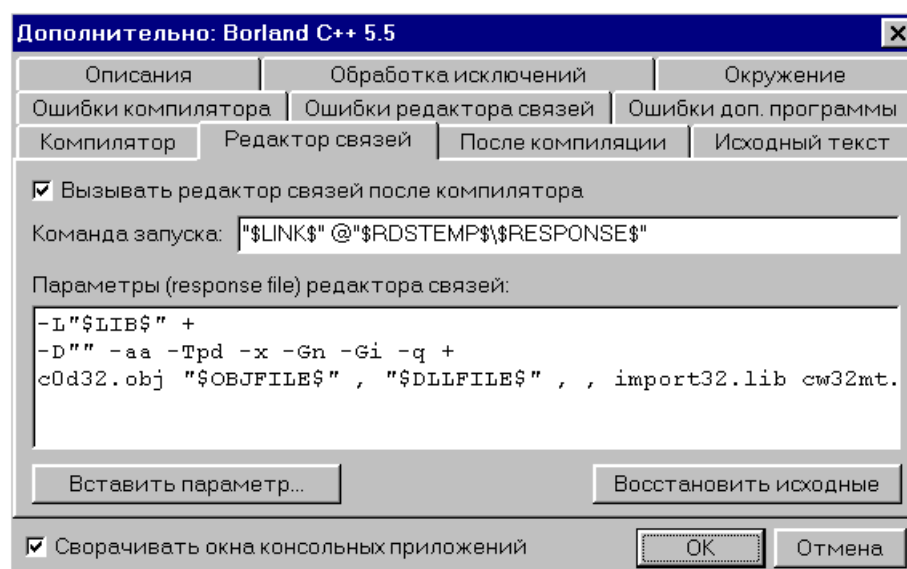 Дополнительно: Borland C++ 5.5
Описания Обработка исключений Окружение
Ошибки компилятора Ошибки редактора связей Ошибки доп. программы
Компилятор Редактор связей После компиляции Исходный текст
Вызывать редактор связей после компилятора
Команда запуска: "$LINK$" @"$RDSTEMP$\$RESPONSE$"
Параметры (response file) редактора связей:
-L"$LIB$" +
-D"" -aa -Tpd -x -Gn -Gi -q +
c0d32.obj "$OBJFILE$" , "$DLLFILE$" , , import32.lib cw32mt.
Вставить параметр... Восстановить исходные
Сворачивать окна консольных приложений OK Отмена